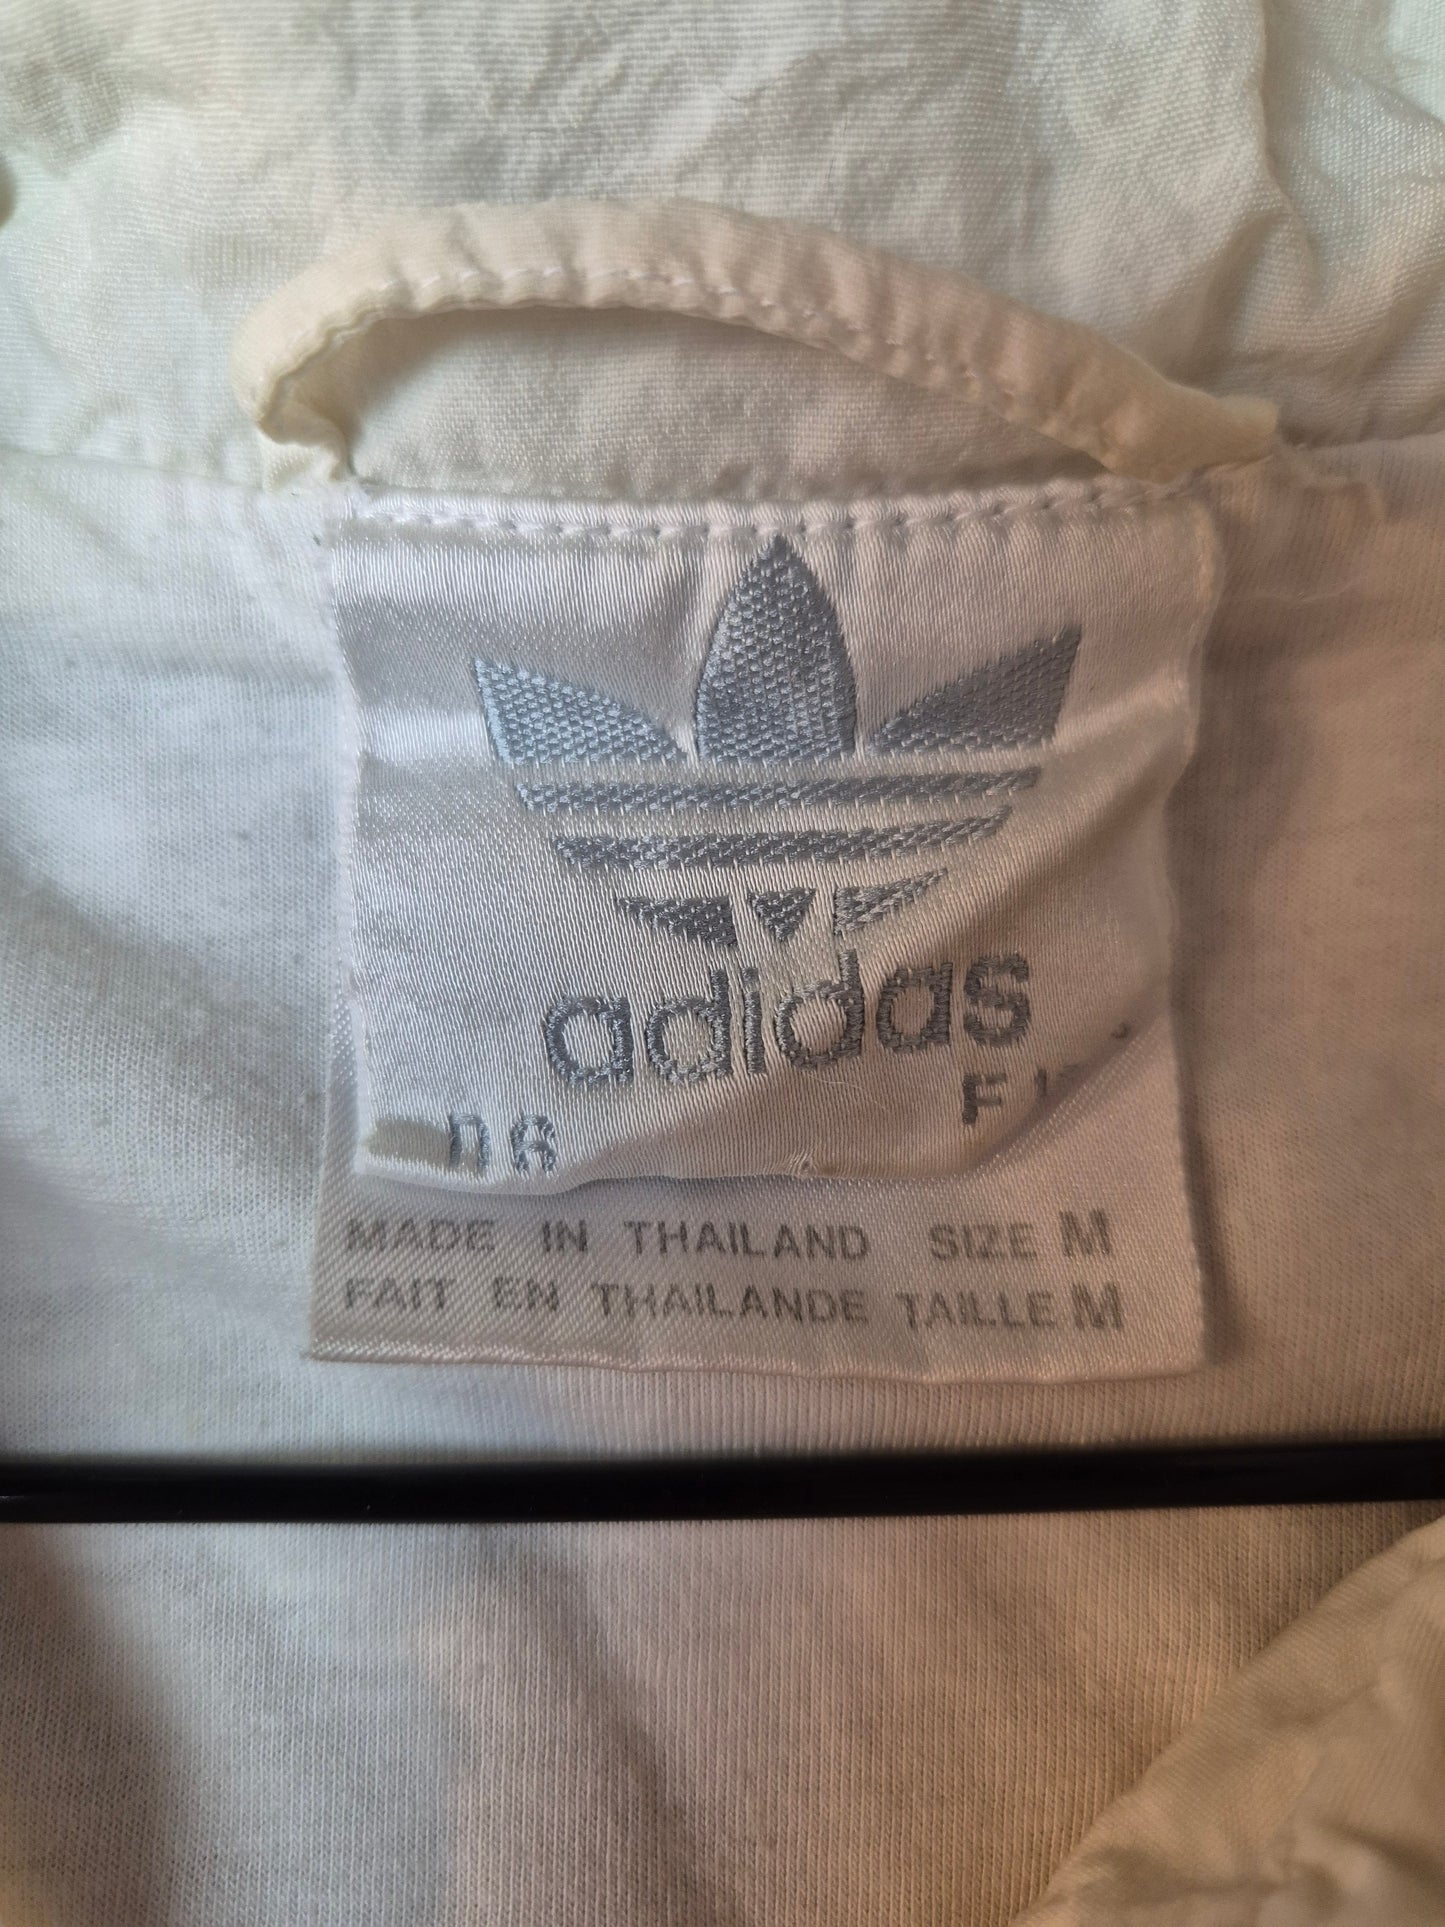 adidas
MADE IN THAILAND SIZE M
FAIT EN THAILANDE TAILLE M